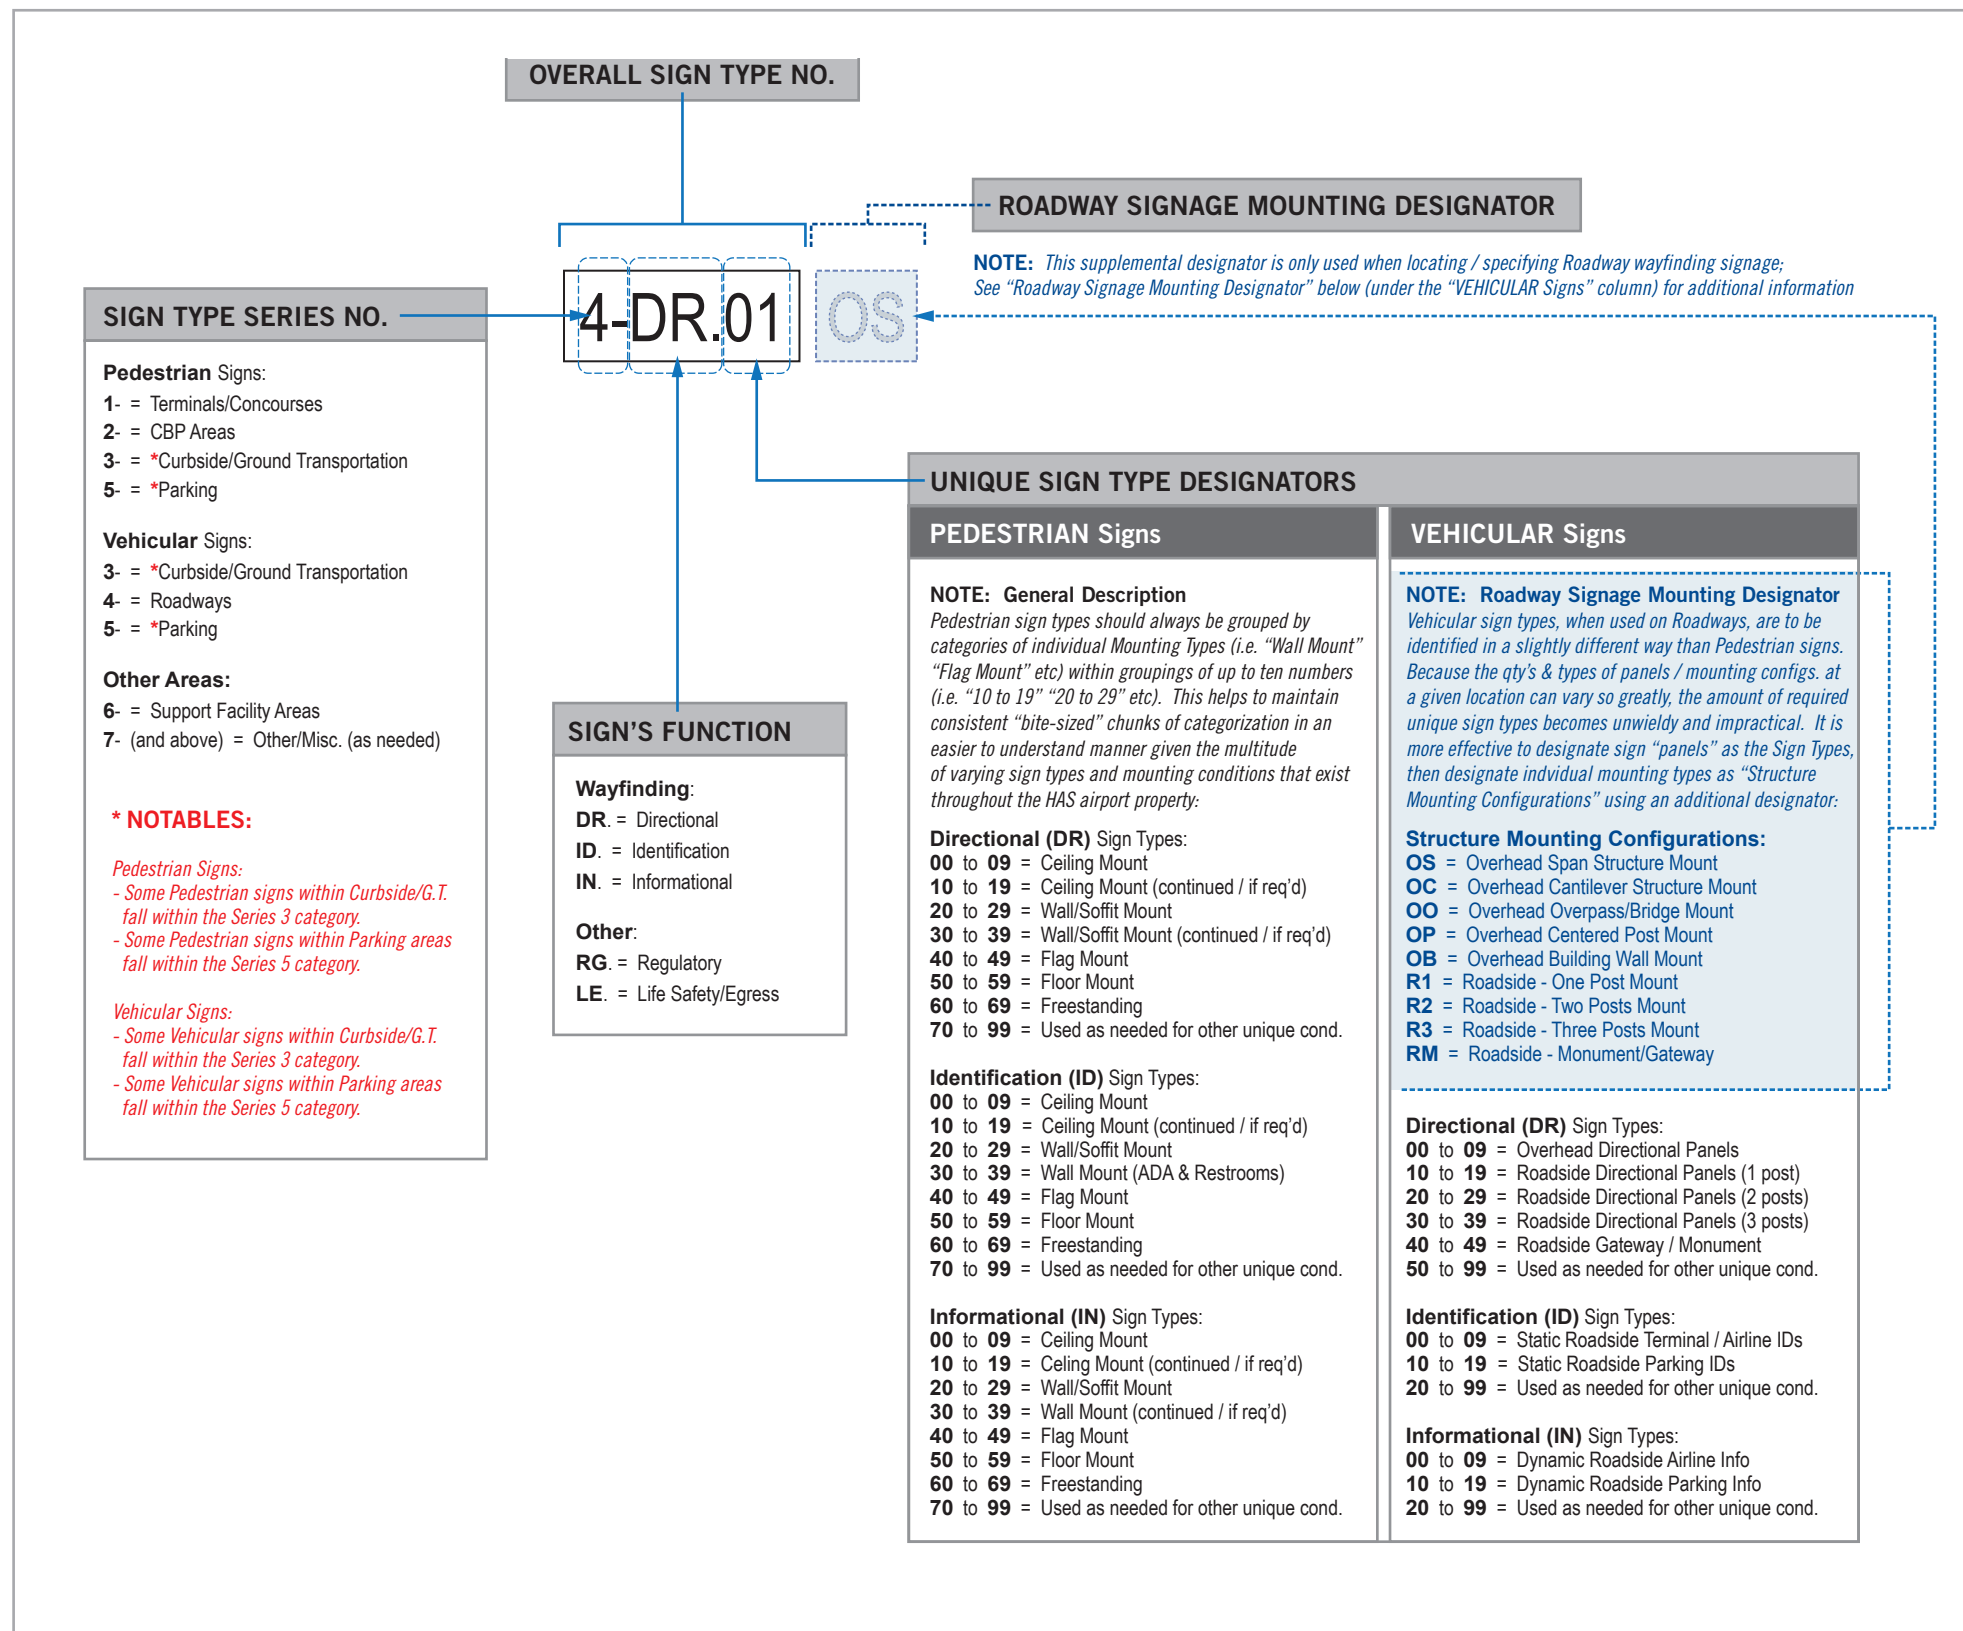 OVERALL SIGN TYPE NO.
ROADWAY SIGNAGE MOUNTING DESIGNATOR
NOTE: This supplemental designator is only used when locating / specifying Roadway wayfinding signage;
See “Roadway Signage Mounting Designator” below (under the “VEHICULAR Signs” column) for additional information
4-DR.01 OS
SIGN TYPE SERIES NO.
Pedestrian Signs:
1- = Terminals/Concourses
2- = CBP Areas
3- = *Curbside/Ground Transportation
5- = *Parking
Vehicular Signs:
3- = *Curbside/Ground Transportation
4- = Roadways
5- = *Parking
Other Areas:
6- = Support Facility Areas
7- (and above) = Other/Misc. (as needed)
* NOTABLES:
Pedestrian Signs:
- Some Pedestrian signs within Curbside/G.T.
fall within the Series 3 category.
- Some Pedestrian signs within Parking areas
fall within the Series 5 category.
Vehicular Signs:
- Some Vehicular signs within Curbside/G.T.
fall within the Series 3 category.
- Some Vehicular signs within Parking areas
fall within the Series 5 category.
SIGN’S FUNCTION
Wayfinding:
DR. = Directional
ID. = Identification
IN. = Informational
Other:
RG. = Regulatory
LE. = Life Safety/Egress
UNIQUE SIGN TYPE DESIGNATORS
PEDESTRIAN Signs
NOTE: General Description
Pedestrian sign types should always be grouped by
categories of individual Mounting Types (i.e. “Wall Mount”
“Flag Mount” etc) within groupings of up to ten numbers
(i.e. “10 to 19” “20 to 29” etc). This helps to maintain
consistent “bite-sized” chunks of categorization in an
easier to understand manner given the multitude
of varying sign types and mounting conditions that exist
throughout the HAS airport property:
Directional (DR) Sign Types:
00 to 09 = Ceiling Mount
10 to 19 = Ceiling Mount (continued / if req’d)
20 to 29 = Wall/Soffit Mount
30 to 39 = Wall/Soffit Mount (continued / if req’d)
40 to 49 = Flag Mount
50 to 59 = Floor Mount
60 to 69 = Freestanding
70 to 99 = Used as needed for other unique cond.
Identification (ID) Sign Types:
00 to 09 = Ceiling Mount
10 to 19 = Ceiling Mount (continued / if req’d)
20 to 29 = Wall/Soffit Mount
30 to 39 = Wall Mount (ADA & Restrooms)
40 to 49 = Flag Mount
50 to 59 = Floor Mount
60 to 69 = Freestanding
70 to 99 = Used as needed for other unique cond.
Informational (IN) Sign Types:
00 to 09 = Ceiling Mount
10 to 19 = Celing Mount (continued / if req’d)
20 to 29 = Wall/Soffit Mount
30 to 39 = Wall Mount (continued / if req’d)
40 to 49 = Flag Mount
50 to 59 = Floor Mount
60 to 69 = Freestanding
70 to 99 = Used as needed for other unique cond.
VEHICULAR Signs
NOTE: Roadway Signage Mounting Designator
Vehicular sign types, when used on Roadways, are to be
identified in a slightly different way than Pedestrian signs.
Because the qty’s & types of panels / mounting configs. at
a given location can vary so greatly, the amount of required
unique sign types becomes unwieldy and impractical. It is
more effective to designate sign “panels” as the Sign Types,
then designate indvidual mounting types as “Structure
Mounting Configurations” using an additional designator:
Structure Mounting Configurations:
OS = Overhead Span Structure Mount
OC = Overhead Cantilever Structure Mount
OO = Overhead Overpass/Bridge Mount
OP = Overhead Centered Post Mount
OB = Overhead Building Wall Mount
R1 = Roadside - One Post Mount
R2 = Roadside - Two Posts Mount
R3 = Roadside - Three Posts Mount
RM = Roadside - Monument/Gateway
Directional (DR) Sign Types:
00 to 09 = Overhead Directional Panels
10 to 19 = Roadside Directional Panels (1 post)
20 to 29 = Roadside Directional Panels (2 posts)
30 to 39 = Roadside Directional Panels (3 posts)
40 to 49 = Roadside Gateway / Monument
50 to 99 = Used as needed for other unique cond.
Identification (ID) Sign Types:
00 to 09 = Static Roadside Terminal / Airline IDs
10 to 19 = Static Roadside Parking IDs
20 to 99 = Used as needed for other unique cond.
Informational (IN) Sign Types:
00 to 09 = Dynamic Roadside Airline Info
10 to 19 = Dynamic Roadside Parking Info
20 to 99 = Used as needed for other unique cond.